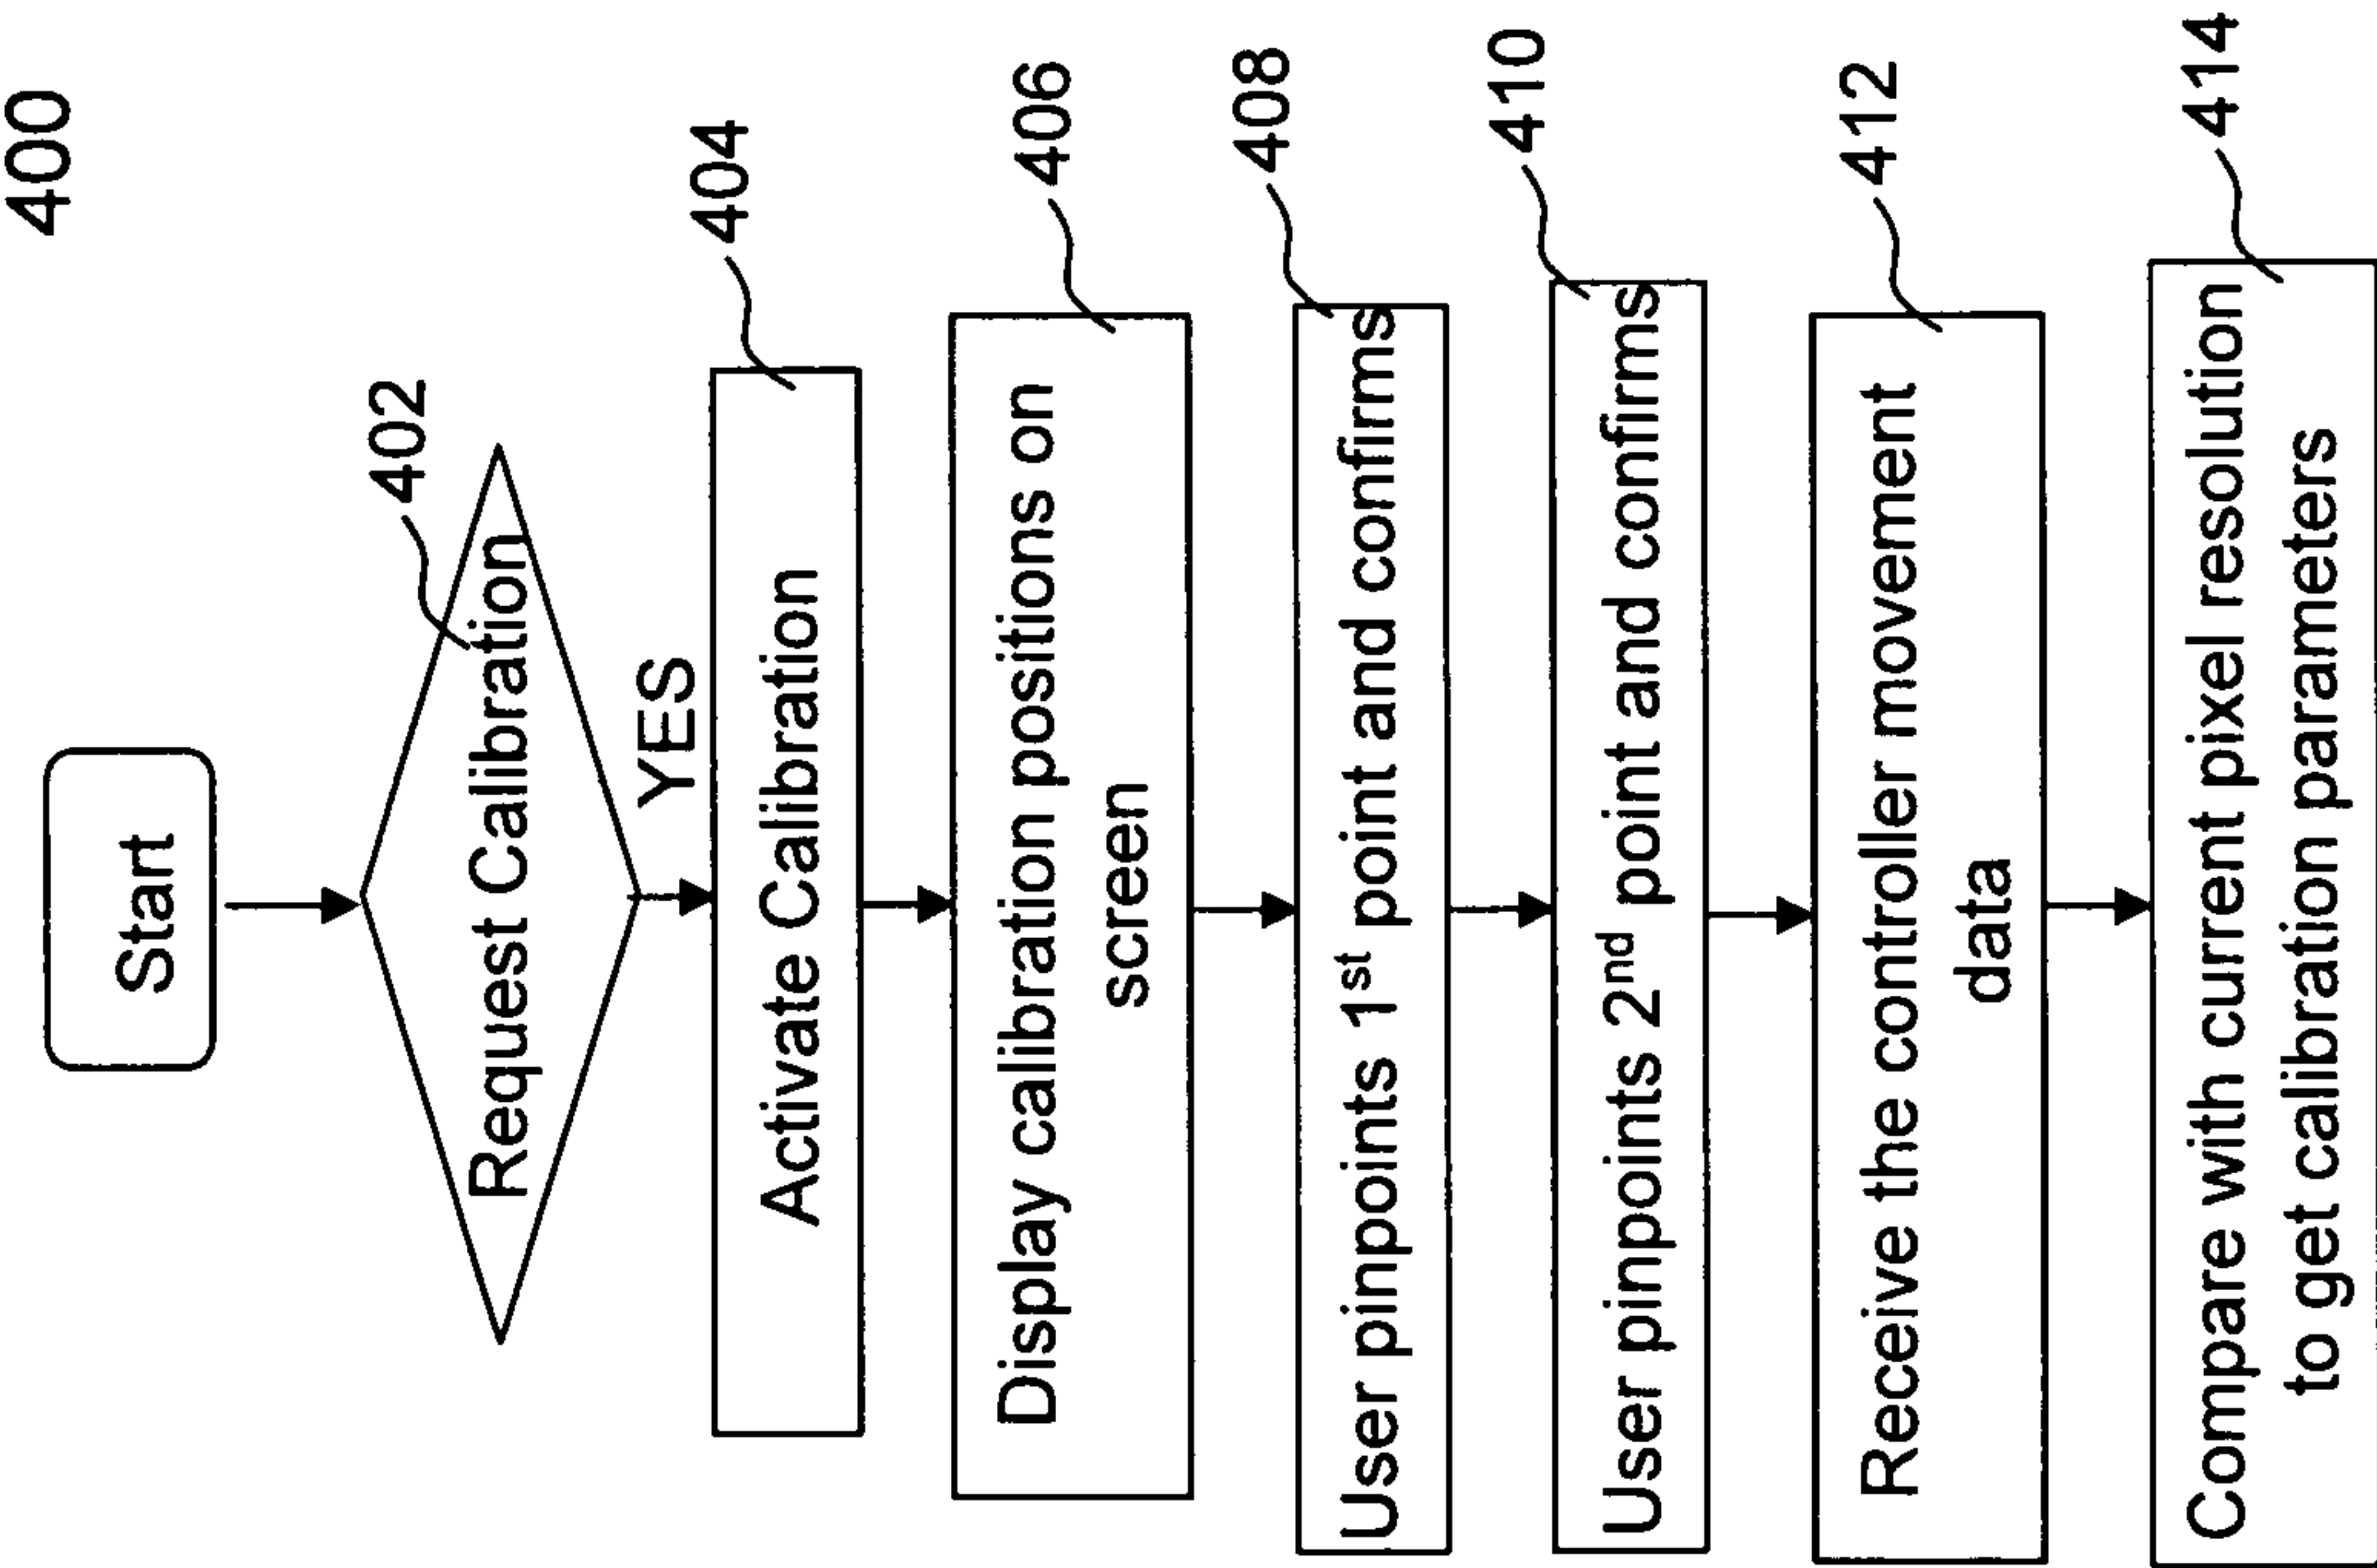 400
Start
402
Request Calibration
YES
404
Activate Calibration
406
Display calibration positions on
screen
408
User pinpoints 1st point and confirms
410
User pinpoints 2nd point and confirms
412
Receive the controller movement
data
414
Compare with current pixel resolution
to get calibration parameters